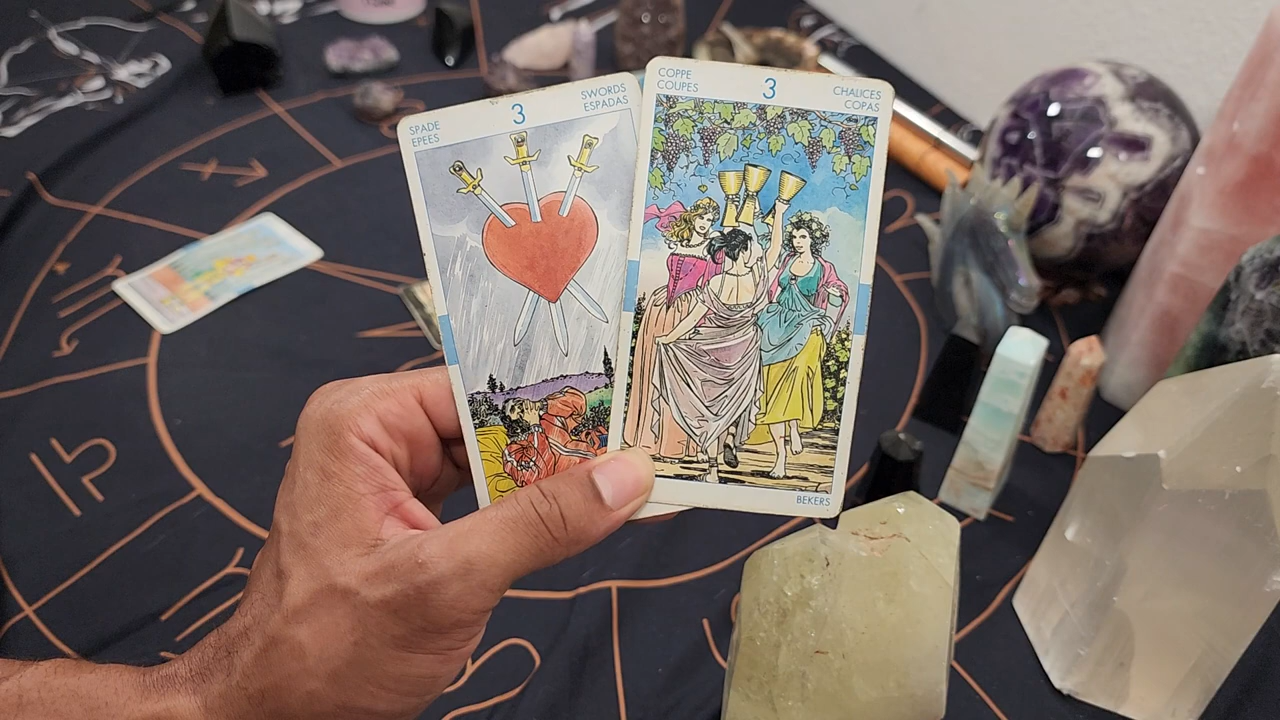 SPADE
EPEES
3
SWORDS
ESPADAS
COPPE
COUPES
3
CHALICES
COPAS
BEKERS